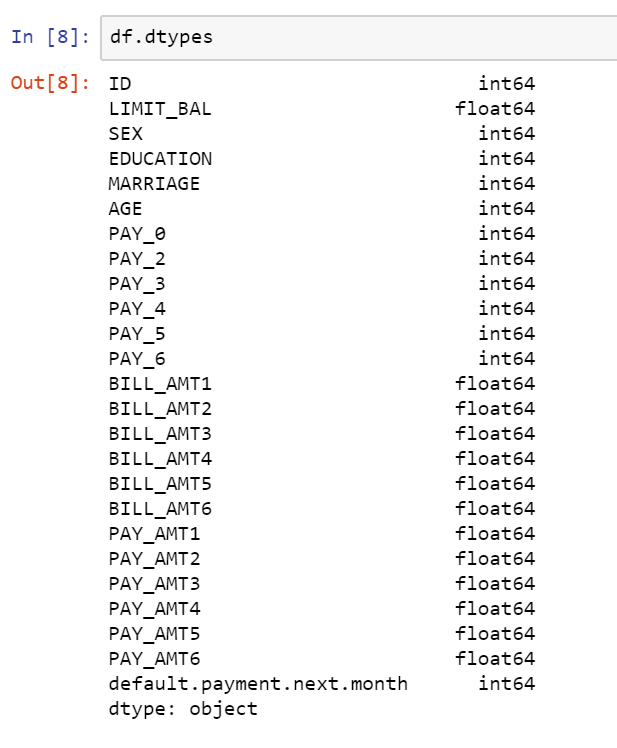 In [8]: df.dtypes
Out[8]: ID int64
LIMIT_BAL float64
SEX int64
EDUCATION int64
MARRIAGE int64
AGE int64
PAY_0 int64
PAY_2 int64
PAY_3 int64
PAY_4 int64
PAY_5 int64
PAY_6 int64
BILL_AMT1 float64
BILL_AMT2 float64
BILL_AMT3 float64
BILL_AMT4 float64
BILL_AMT5 float64
BILL_AMT6 float64
PAY_AMT1 float64
PAY_AMT2 float64
PAY_AMT3 float64
PAY_AMT4 float64
PAY_AMT5 float64
PAY_AMT6 float64
default.payment.next.month int64
dtype: object